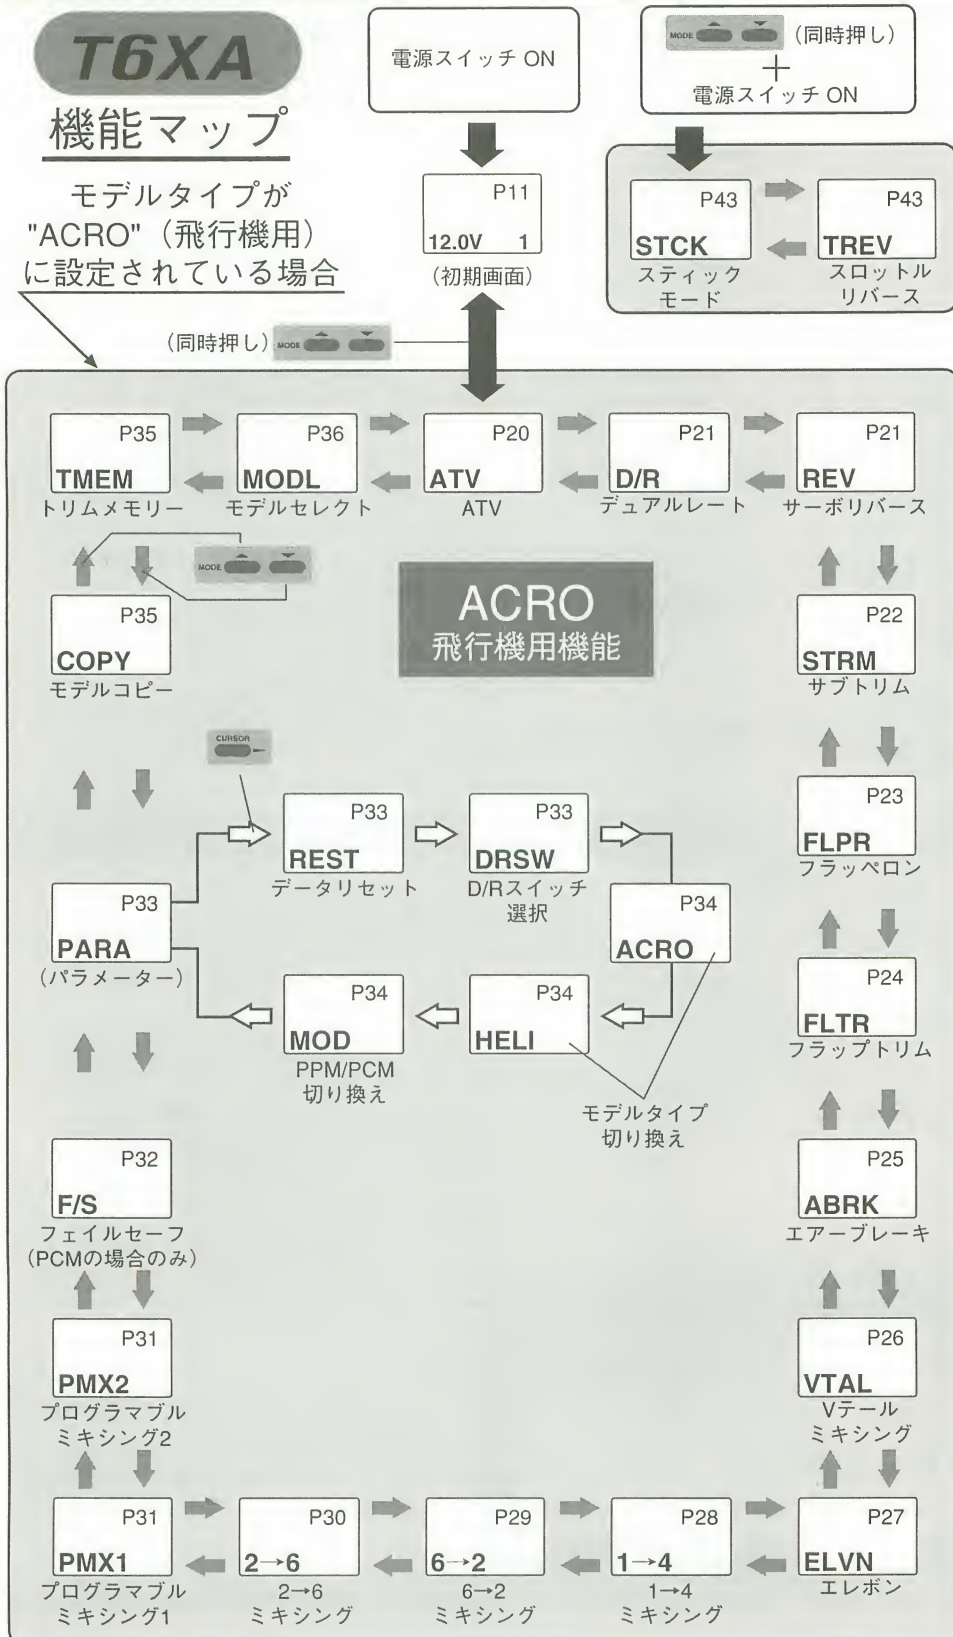 T6XA
機能マップ
モデルタイプが
"ACRO"（飛行機用）
に設定されている場合
電源スイッチ ON
MODE
（同時押し）
＋
電源スイッチ ON
P11
12.0V 1
（初期画面）
P43
STCK
スティック
モード
P43
TREV
スロットル
リバース
（同時押し）
MODE
P35
TMEM
トリムメモリー
P36
MODL
モデルセレクト
P20
ATV
ATV
P21
D/R
デュアルレート
P21
REV
サーボリバース
MODE
P35
COPY
モデルコピー
ACRO
飛行機用機能
P22
STRM
サブトリム
CURSOR
P33
REST
データリセット
P33
DRSW
D/Rスイッチ
選択
P23
FLPR
フラッペロン
P33
PARA
（パラメーター）
P34
ACRO
P34
MOD
PPM/PCM
切り換え
P34
HELI
モデルタイプ
切り換え
P24
FLTR
フラップトリム
P32
F/S
フェイルセーフ
（PCMの場合のみ）
P25
ABRK
エアーブレーキ
P31
PMX2
プログラマブル
ミキシング2
P26
VTAL
Vテール
ミキシング
P31
PMX1
プログラマブル
ミキシング1
P30
2→6
2→6
ミキシング
P29
6→2
6→2
ミキシング
P28
1→4
1→4
ミキシング
P27
ELVN
エレボン